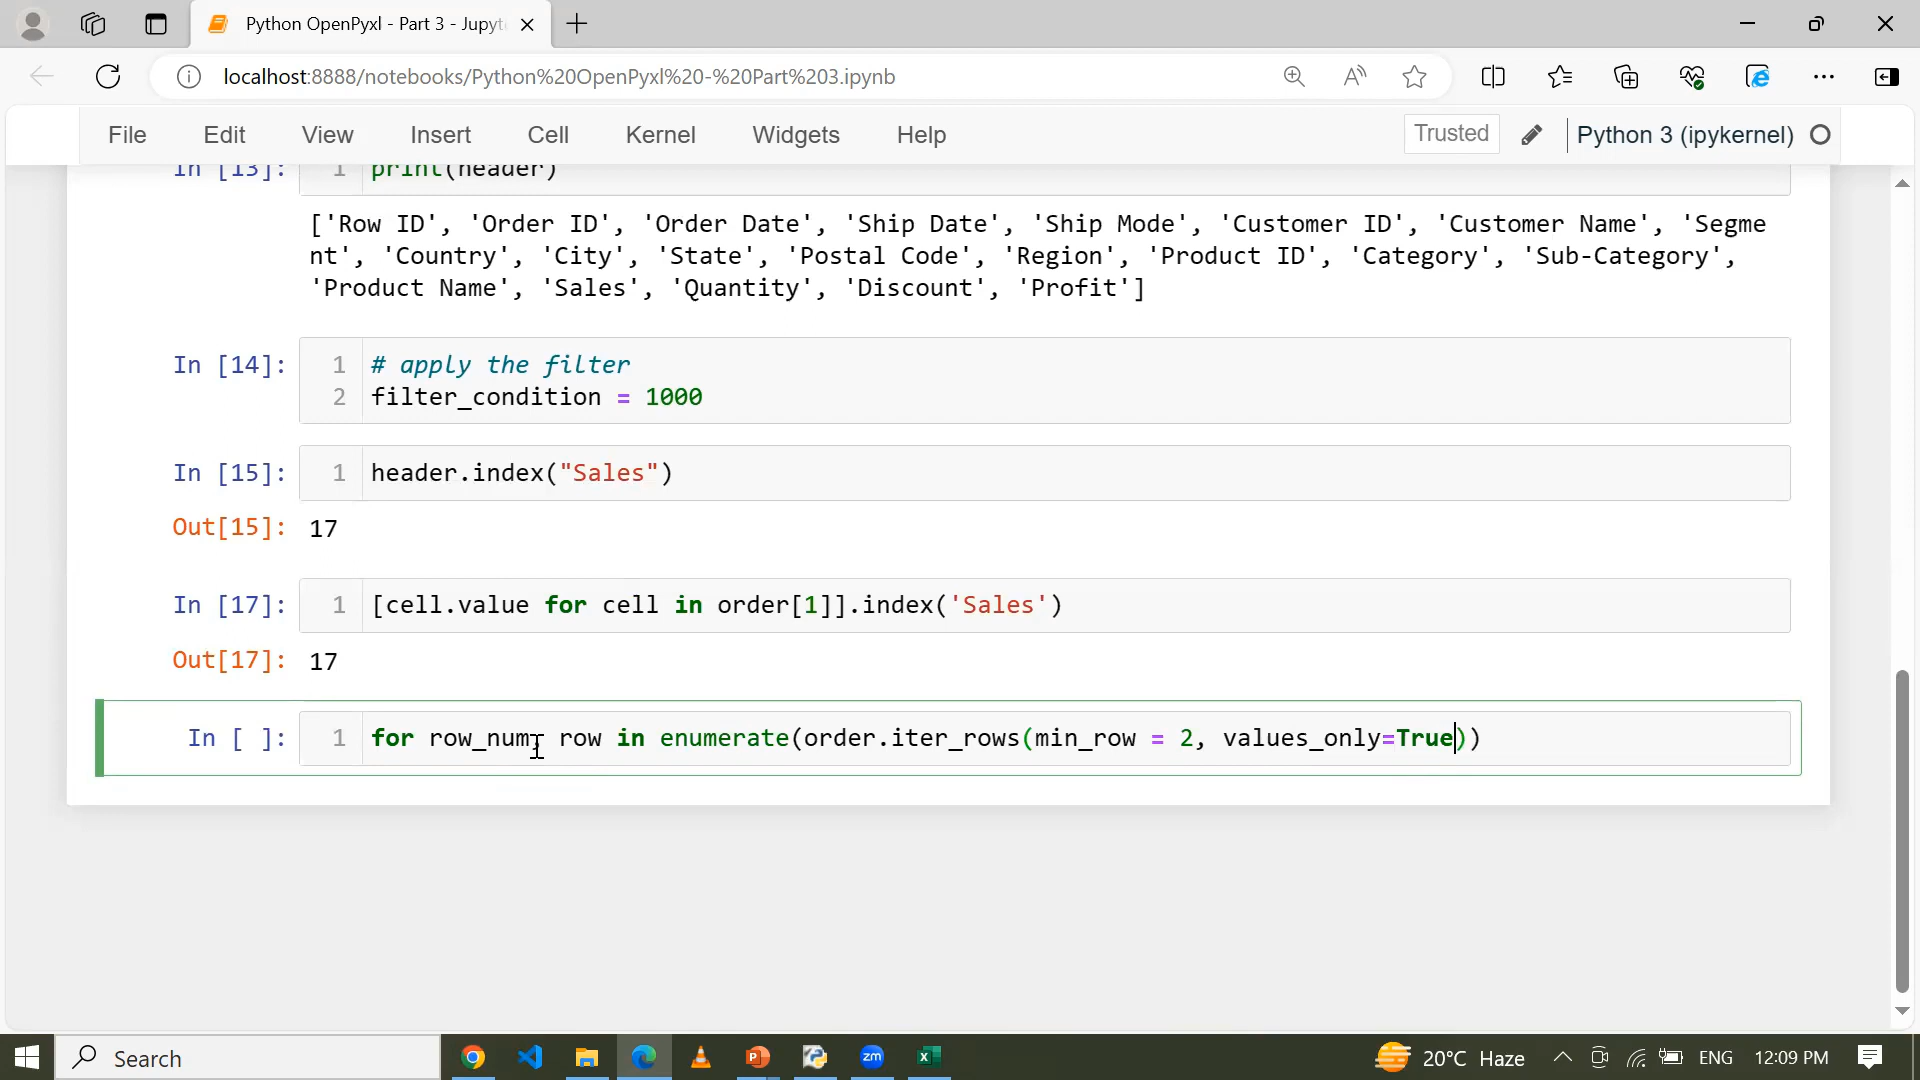 Python OpenPyxl - Part 3 - Jupyt
localhost:8888/notebooks/Python%20OpenPyxl%20-%20Part%203.ipynb
File Edit View Insert Cell Kernel Widgets Help
Trusted
Python 3 (ipykernel)
In [13]: 1 print(header)
['Row ID', 'Order ID', 'Order Date', 'Ship Date', 'Ship Mode', 'Customer ID', 'Customer Name', 'Segme
nt', 'Country', 'City', 'State', 'Postal Code', 'Region', 'Product ID', 'Category', 'Sub-Category',
'Product Name', 'Sales', 'Quantity', 'Discount', 'Profit']
In [14]: 1 # apply the filter
2 filter_condition = 1000
In [15]: 1 header.index("Sales")
Out[15]: 17
In [17]: 1 [cell.value for cell in order[1]].index('Sales')
Out[17]: 17
In [ ]: 1 for row_num, row in enumerate(order.iter_rows(min_row = 2, values_only=True))
Search
20°C Haze
ENG
12:09 PM